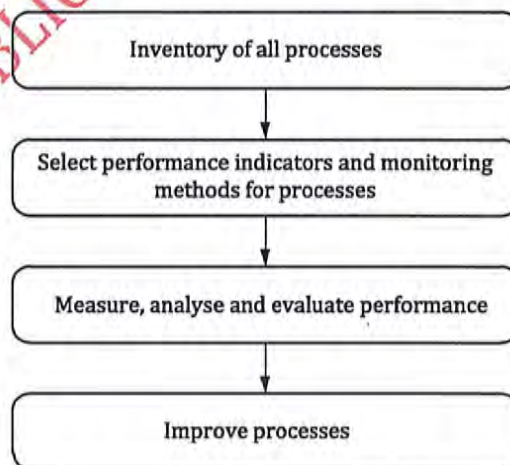 Inventory of all processes
Select performance indicators and monitoring
methods for processes
Measure, analyse and evaluate performance
Improve processes